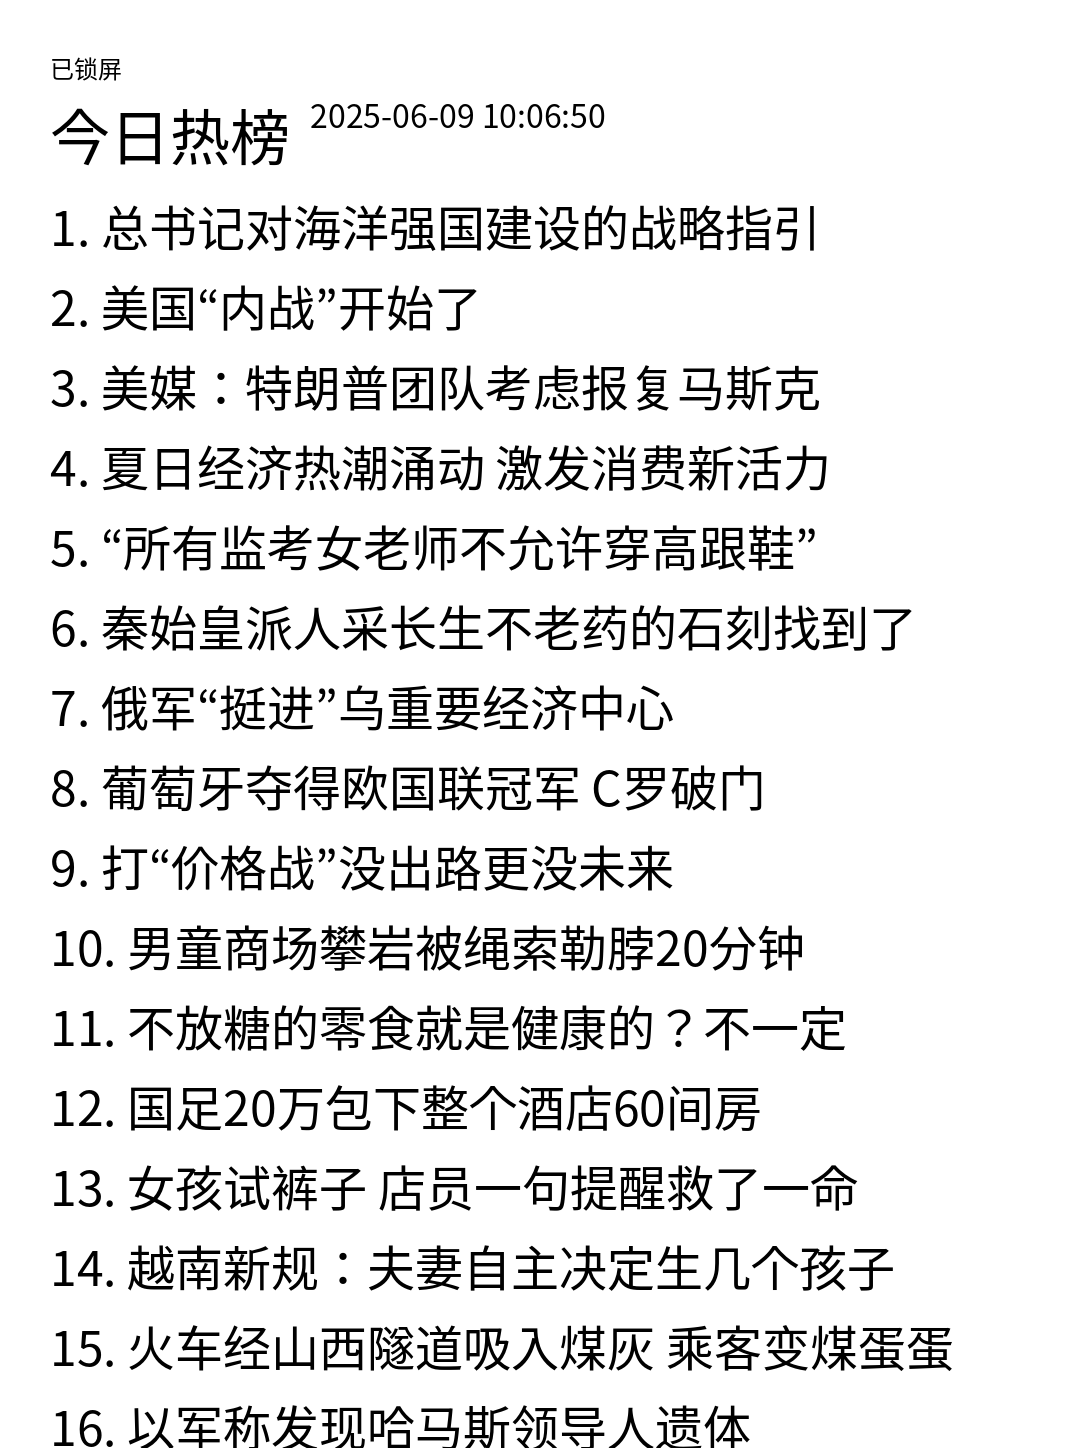 已锁屏
今日热榜 2025-06-09 10:06:50
1. 总书记对海洋强国建设的战略指引
2. 美国“内战”开始了
3. 美媒：特朗普团队考虑报复马斯克
4. 夏日经济热潮涌动 激发消费新活力
5. “所有监考女老师不允许穿高跟鞋”
6. 秦始皇派人采长生不老药的石刻找到了
7. 俄军“挺进”乌重要经济中心
8. 葡萄牙夺得欧国联冠军 C罗破门
9. 打“价格战”没出路更没未来
10. 男童商场攀岩被绳索勒脖20分钟
11. 不放糖的零食就是健康的？不一定
12. 国足20万包下整个酒店60间房
13. 女孩试裤子 店员一句提醒救了一命
14. 越南新规：夫妻自主决定生几个孩子
15. 火车经山西隧道吸入煤灰 乘客变煤蛋蛋
16. 以军称发现哈马斯领导人遗体